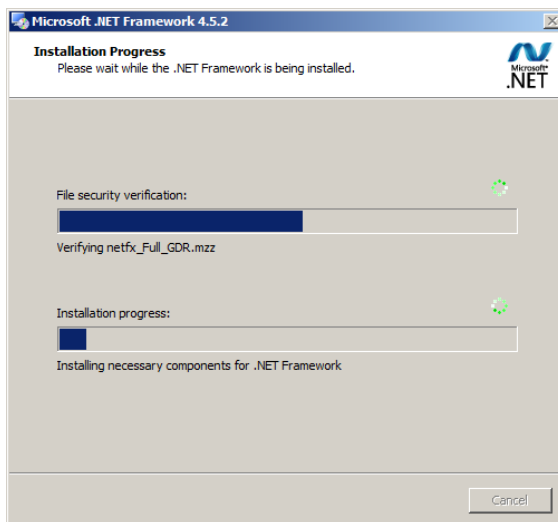 Microsoft .NET Framework 4.5.2
Installation Progress
Please wait while the .NET Framework is being installed.
Microsoft®
.NET
File security verification:
Verifying netfx_Full_GDR.mzz
Installation progress:
Installing necessary components for .NET Framework
Cancel